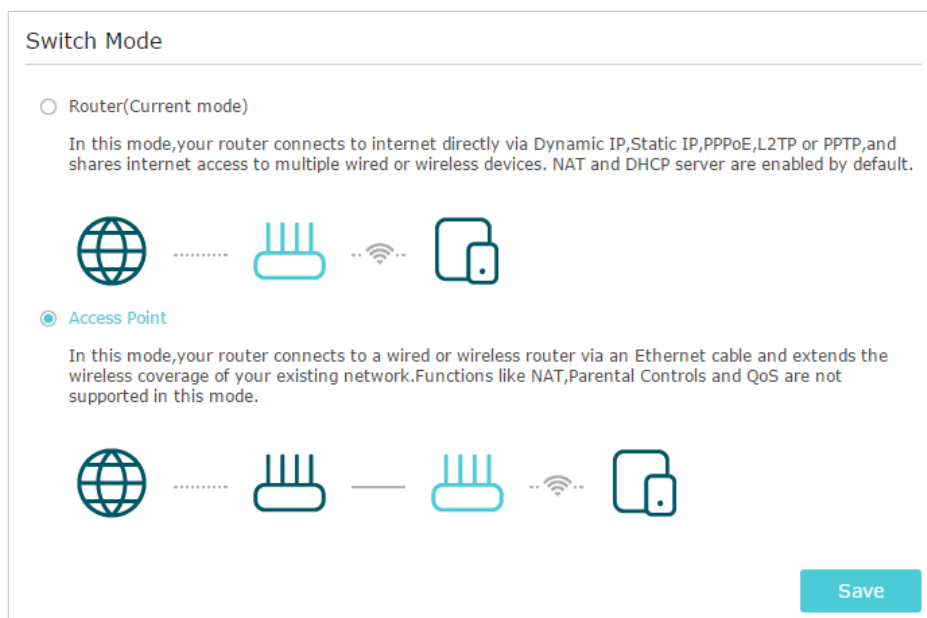 Switch Mode
Router(Current mode)
In this mode,your router connects to internet directly via Dynamic IP,Static IP,PPPoE,L2TP or PPTP,and
shares internet access to multiple wired or wireless devices. NAT and DHCP server are enabled by default.
Access Point
In this mode,your router connects to a wired or wireless router via an Ethernet cable and extends the
wireless coverage of your existing network.Functions like NAT,Parental Controls and QoS are not
supported in this mode.
Save